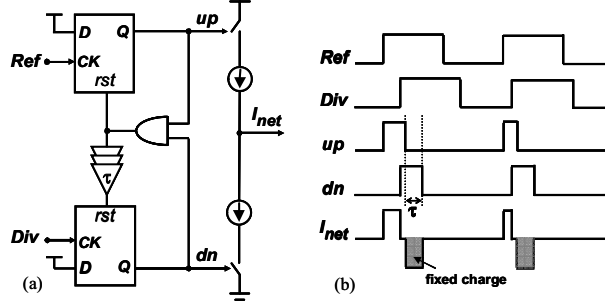 D
Q
up
Ref
CK
rst
I_net
τ
rst
Div
CK
D
Q
dn
(a)
Ref
Div
up
dn
τ
I_net
fixed charge
(b)